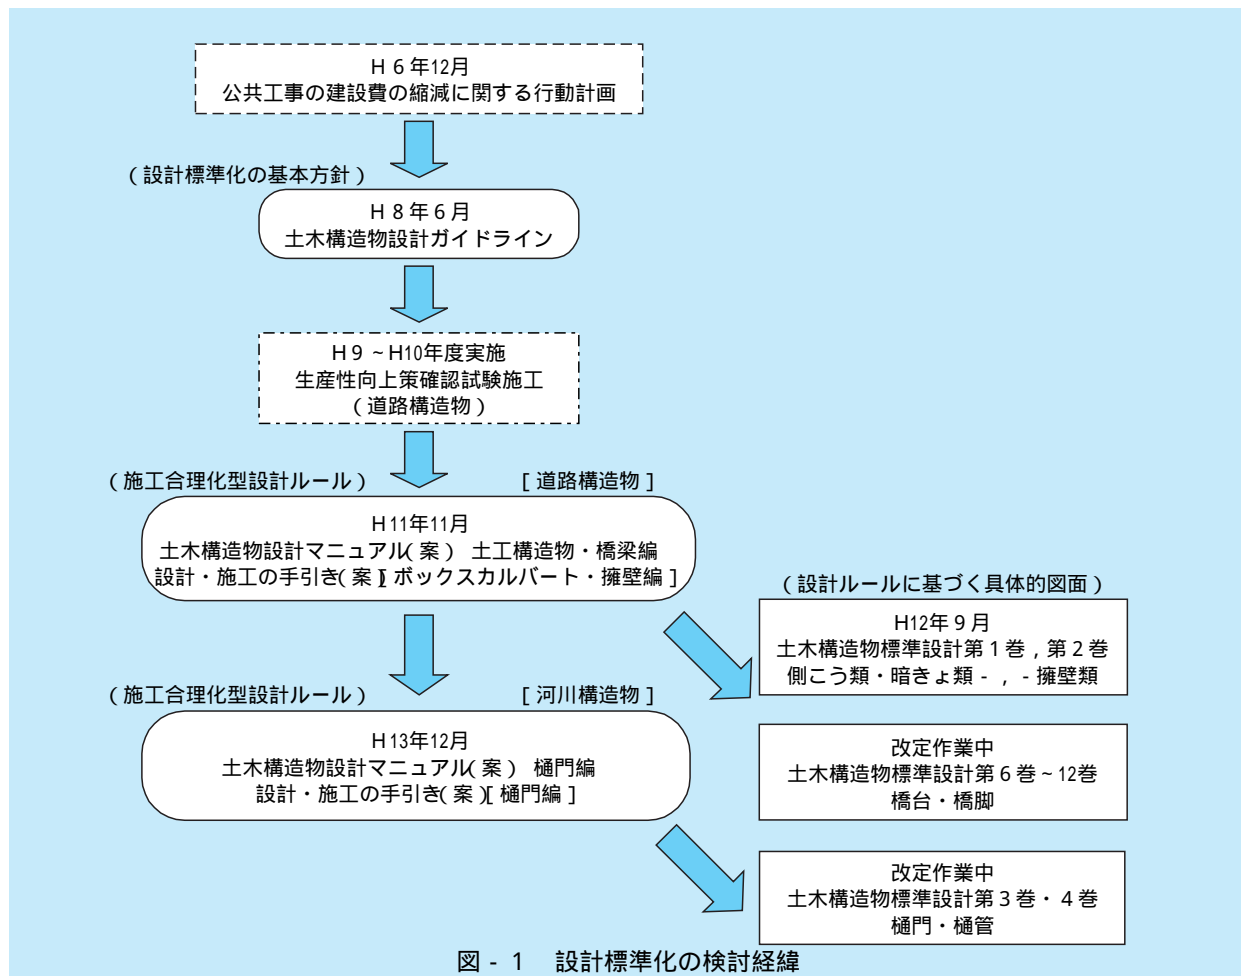 H６年12月
公共工事の建設費の縮減に関する行動計画
(設計標準化の基本方針)
H８年６月
土木構造物設計ガイドライン
H９~H10年度実施
生産性向上策確認試験施工
(道路構造物)
(施工合理化型設計ルール) [道路構造物]
H11年11月
土木構造物設計マニュアル(案) 土工構造物・橋梁編
設計・施工の手引き(案)[ボックスカルバート・擁壁編]
(設計ルールに基づく具体的図面)
H12年９月
土木構造物標準設計第１巻，第２巻
側こう類・暗きょ類 - ，- 擁壁類
(施工合理化型設計ルール) [河川構造物]
H13年12月
土木構造物設計マニュアル(案) 樋門編
設計・施工の手引き(案)[樋門編]
改定作業中
土木構造物標準設計第６巻~12巻
橋台・橋脚
改定作業中
土木構造物標準設計第３巻・４巻
樋門・樋管
図 - 1 設計標準化の検討経緯